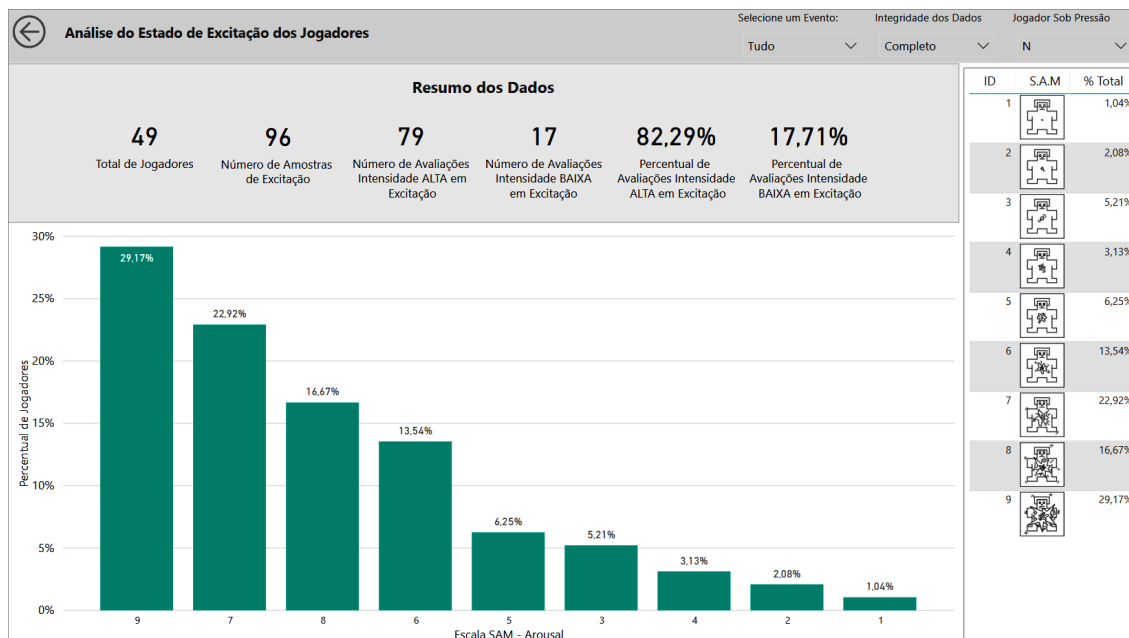 Análise do Estado de Excitação dos Jogadores
Selecione um Evento:
Tudo
Integridade dos Dados
Completo
Jogador Sob Pressão
N
Resumo dos Dados
49
Total de Jogadores
96
Número de Amostras
de Excitação
79
Número de Avaliações
Intensidade ALTA em
Excitação
17
Número de Avaliações
Intensidade BAIXA
em Excitação
82,29%
Percentual de
Avaliações Intensidade
ALTA em Excitação
17,71%
Percentual de
Avaliações Intensidade
BAIXA em Excitação
30%
25%
20%
15%
10%
5%
0%
Percentual de Jogadores
29,17%
22,92%
16,67%
13,54%
6,25%
5,21%
3,13%
2,08%
1,04%
9 7 8 6 5 3 4 2 1
Escala SAM - Arousal
ID S.A.M % Total
1 1,04%
2 2,08%
3 5,21%
4 3,13%
5 6,25%
6 13,54%
7 22,92%
8 16,67%
9 29,17%